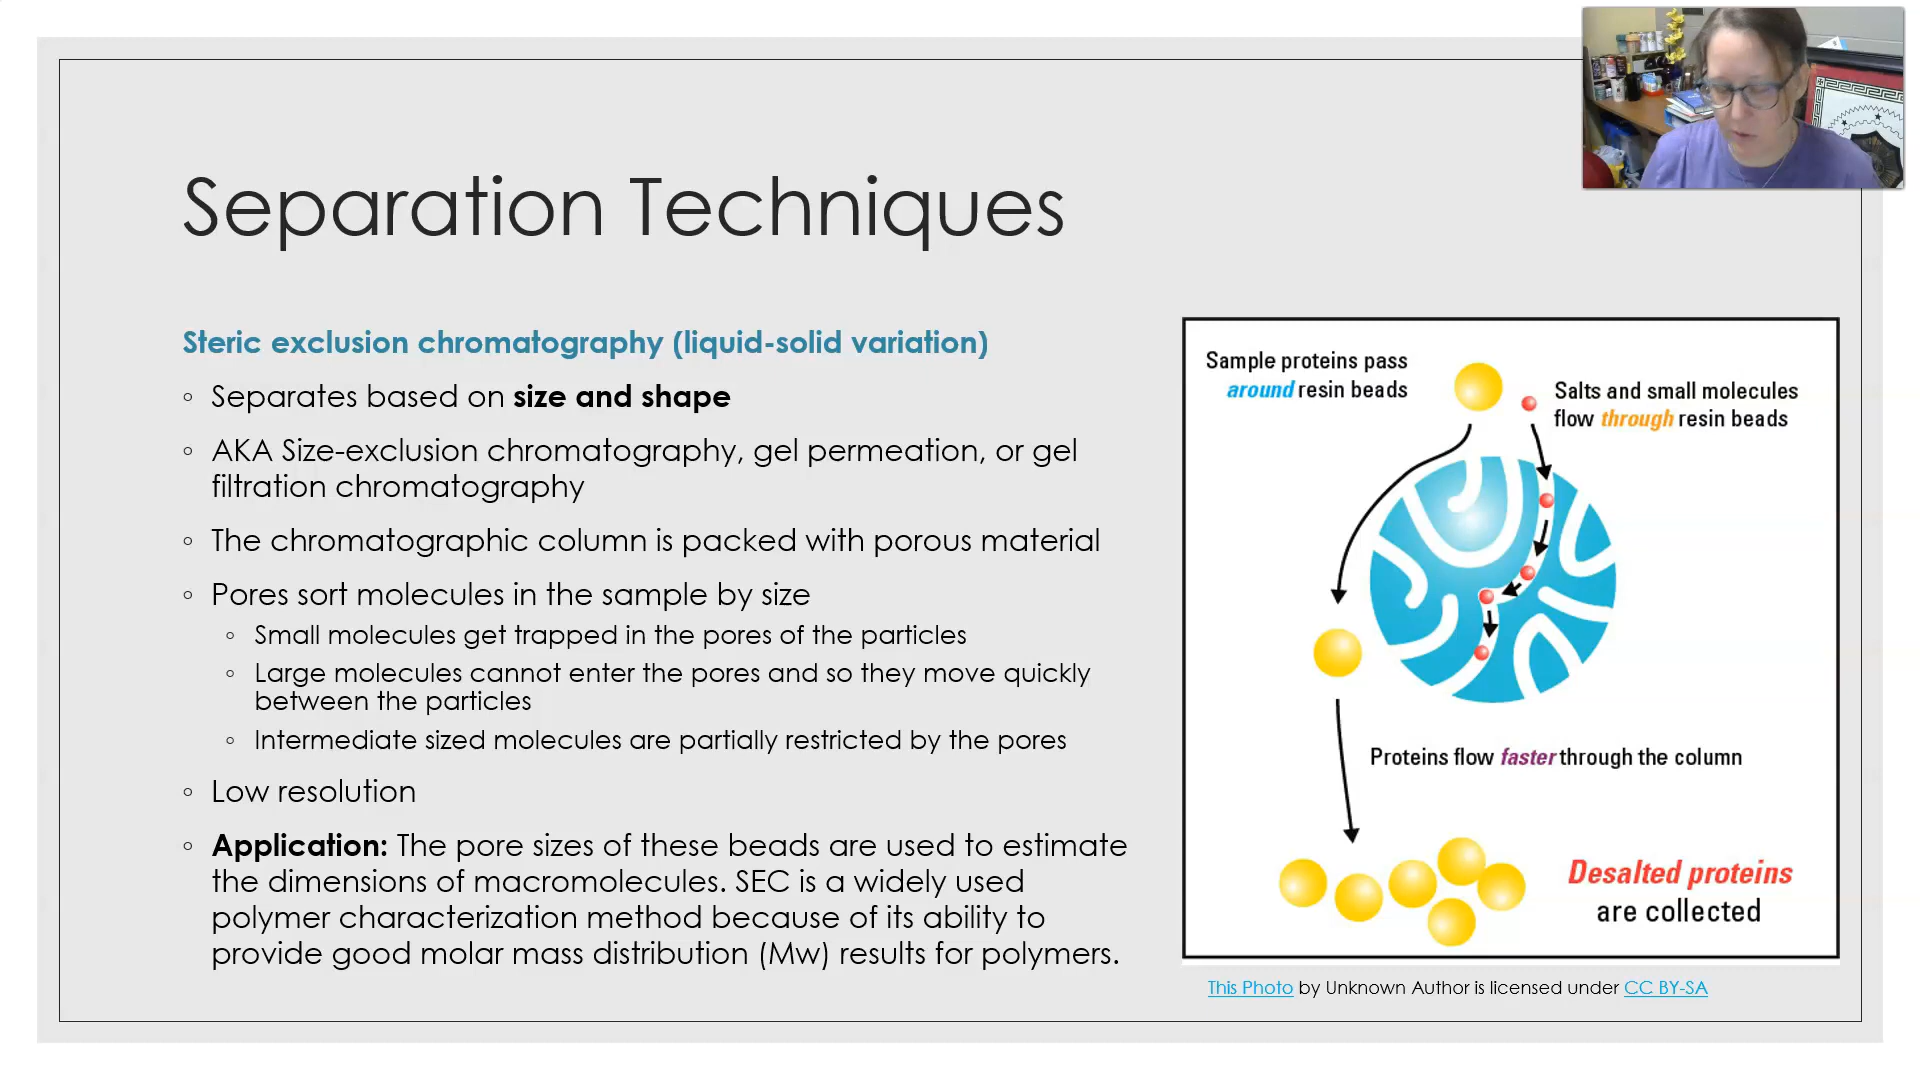 Separation Techniques
Steric exclusion chromatography (liquid-solid variation)
◦ Separates based on size and shape
◦ AKA Size-exclusion chromatography, gel permeation, or gel
filtration chromatography
◦ The chromatographic column is packed with porous material
◦ Pores sort molecules in the sample by size
◦ Small molecules get trapped in the pores of the particles
◦ Large molecules cannot enter the pores and so they move quickly
between the particles
◦ Intermediate sized molecules are partially restricted by the pores
◦ Low resolution
◦ Application: The pore sizes of these beads are used to estimate
the dimensions of macromolecules. SEC is a widely used
polymer characterization method because of its ability to
provide good molar mass distribution (Mw) results for polymers.
Sample proteins pass
around resin beads
Salts and small molecules
flow through resin beads
Proteins flow faster through the column
Desalted proteins
are collected
This Photo by Unknown Author is licensed under CC BY-SA